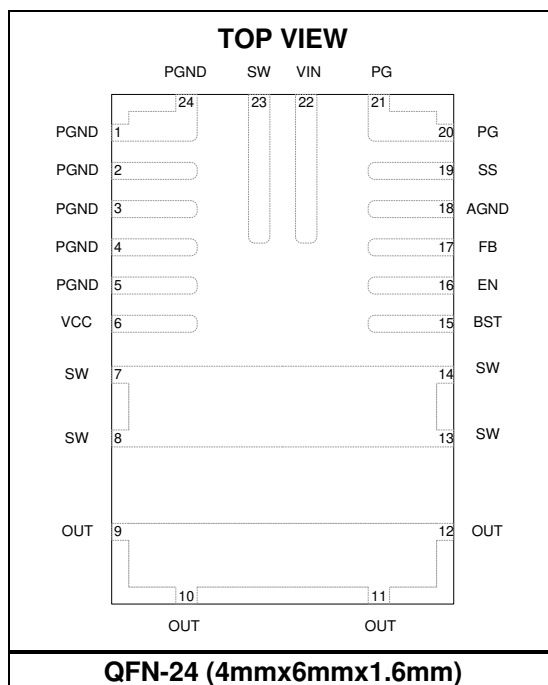 TOP VIEW
PGND SW VIN PG
24 23 22 21
PGND 1 20 PG
PGND 2 19 SS
PGND 3 18 AGND
PGND 4 17 FB
PGND 5 16 EN
VCC 6 15 BST
SW 7 14 SW
SW 8 13 SW
OUT 9 12 OUT
10 11
OUT OUT
QFN-24 (4mmx6mmx1.6mm)